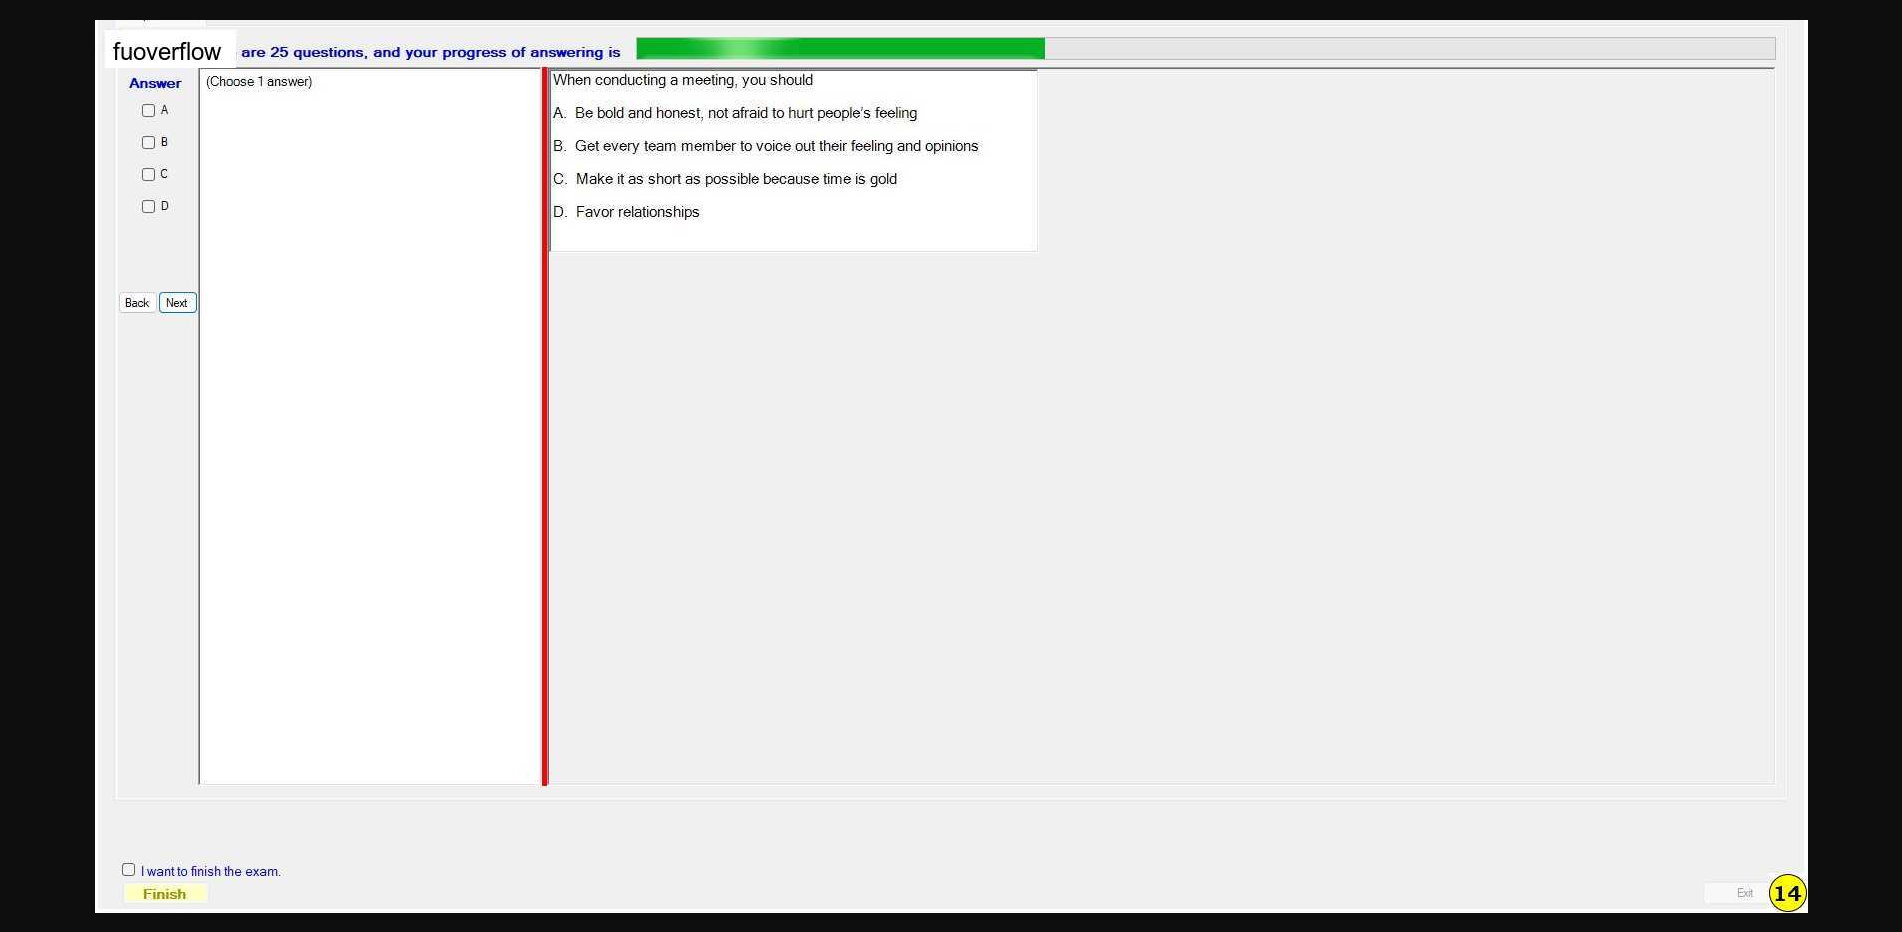 fuoverflow are 25 questions, and your progress of answering is
Answer
(Choose 1 answer)
A
B
C
D
Back Next
When conducting a meeting, you should
A. Be bold and honest, not afraid to hurt people's feeling
B. Get every team member to voice out their feeling and opinions
C. Make it as short as possible because time is gold
D. Favor relationships
I want to finish the exam.
Finish
Exit
14